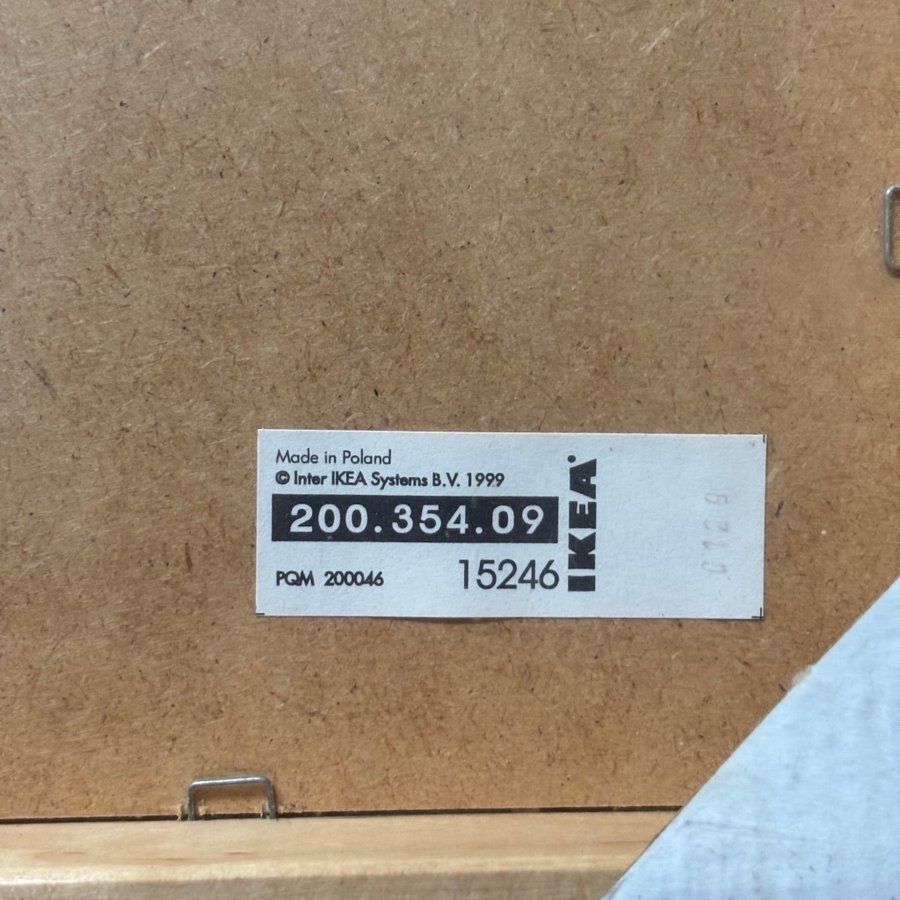 Made in Poland
© Inter IKEA Systems B.V. 1999
200.354.09
PQM 200046
15246
IKEA